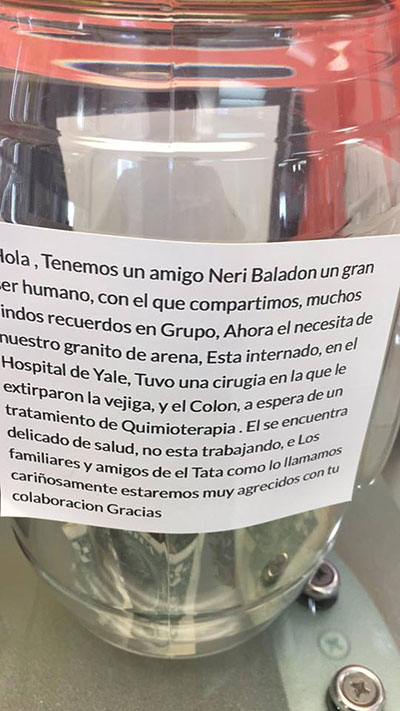 Hola , Tenemos un amigo Neri Baladon un gran
ser humano, con el que compartimos, muchos
lindos recuerdos en Grupo, Ahora el necesita de
nuestro granito de arena, Esta internado, en el
Hospital de Yale, Tuvo una cirugia en la que le
extirparon la vejiga, y el Colon, a espera de un
tratamiento de Quimioterapia . El se encuentra
delicado de salud, no esta trabajando, e Los
familiares y amigos de el Tata como lo llamamos
cariñosamente estaremos muy agrecidos con tu
colaboracion Gracias